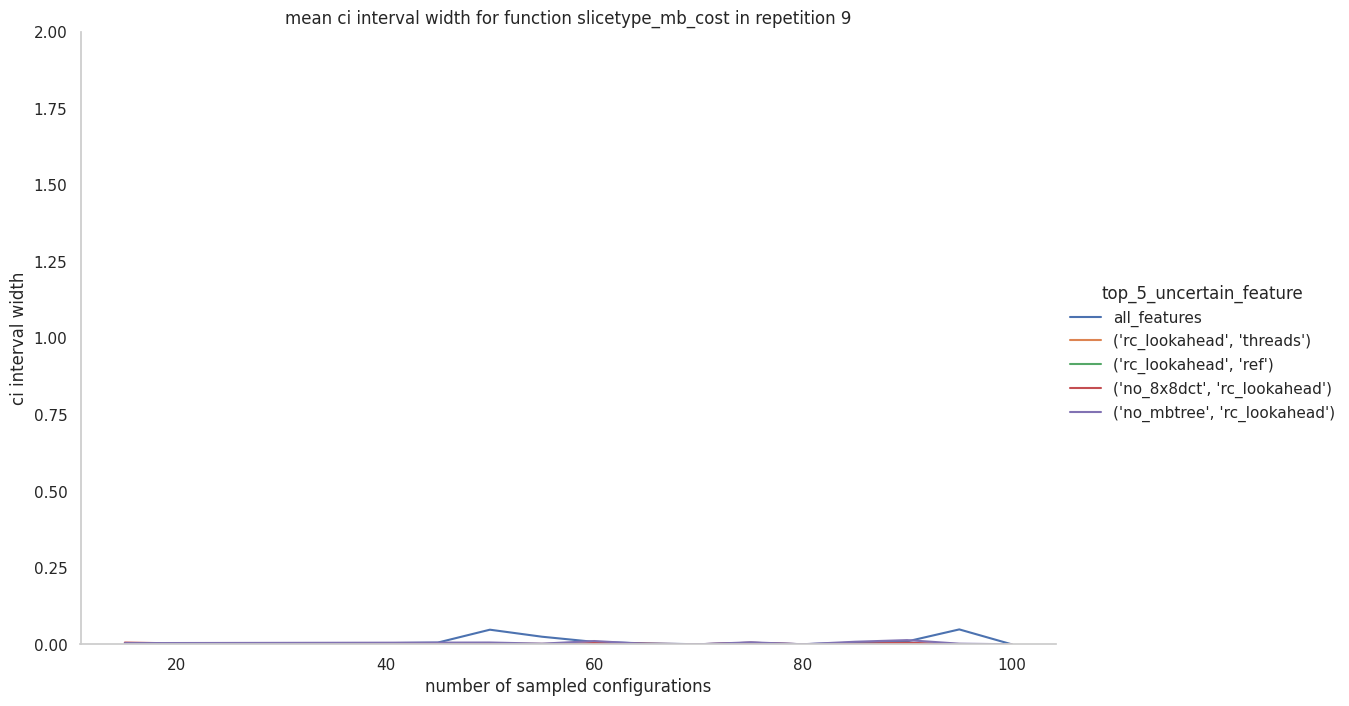 mean ci interval width for function slicetype_mb_cost in repetition 9
2.00
1.75
1.50
1.25
1.00
0.75
0.50
0.25
0.00
ci interval width
20
40
60
80
100
number of sampled configurations
top_5_uncertain_feature
all_features
('rc_lookahead', 'threads')
('rc_lookahead', 'ref')
('no_8x8dct', 'rc_lookahead')
('no_mbtree', 'rc_lookahead')